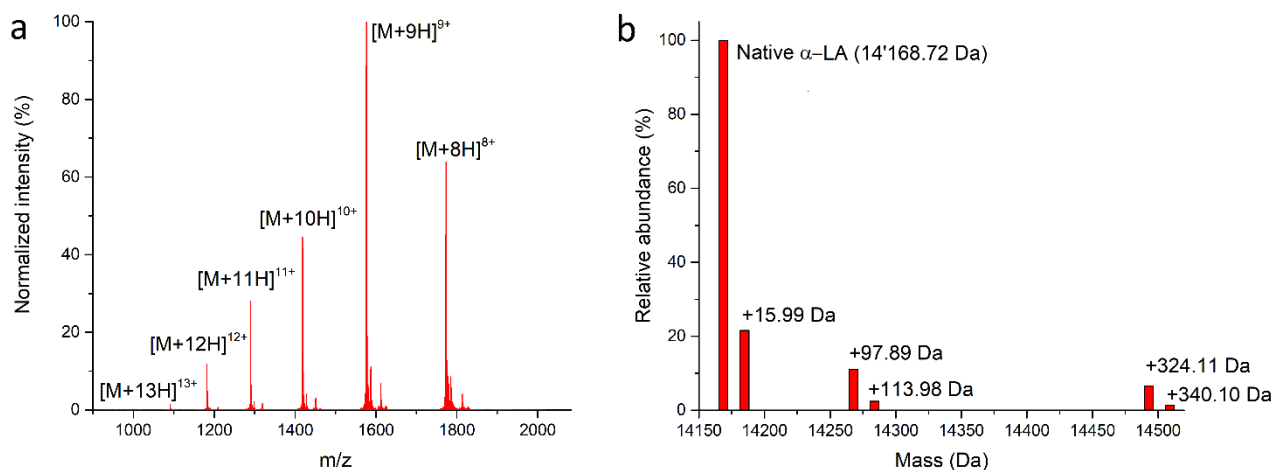 a
[M+9H]9+
[M+8H]8+
[M+10H]10+
[M+11H]11+
[M+12H]12+
[M+13H]13+
100
80
60
40
20
0
Normalized intensity (%)
1000 1200 1400 1600 1800 2000
m/z
b
Native α–LA (14'168.72 Da)
+15.99 Da
+97.89 Da
+113.98 Da
+324.11 Da
+340.10 Da
100
80
60
40
20
0
Relative abundance (%)
14150 14200 14250 14300 14350 14400 14450 14500
Mass (Da)